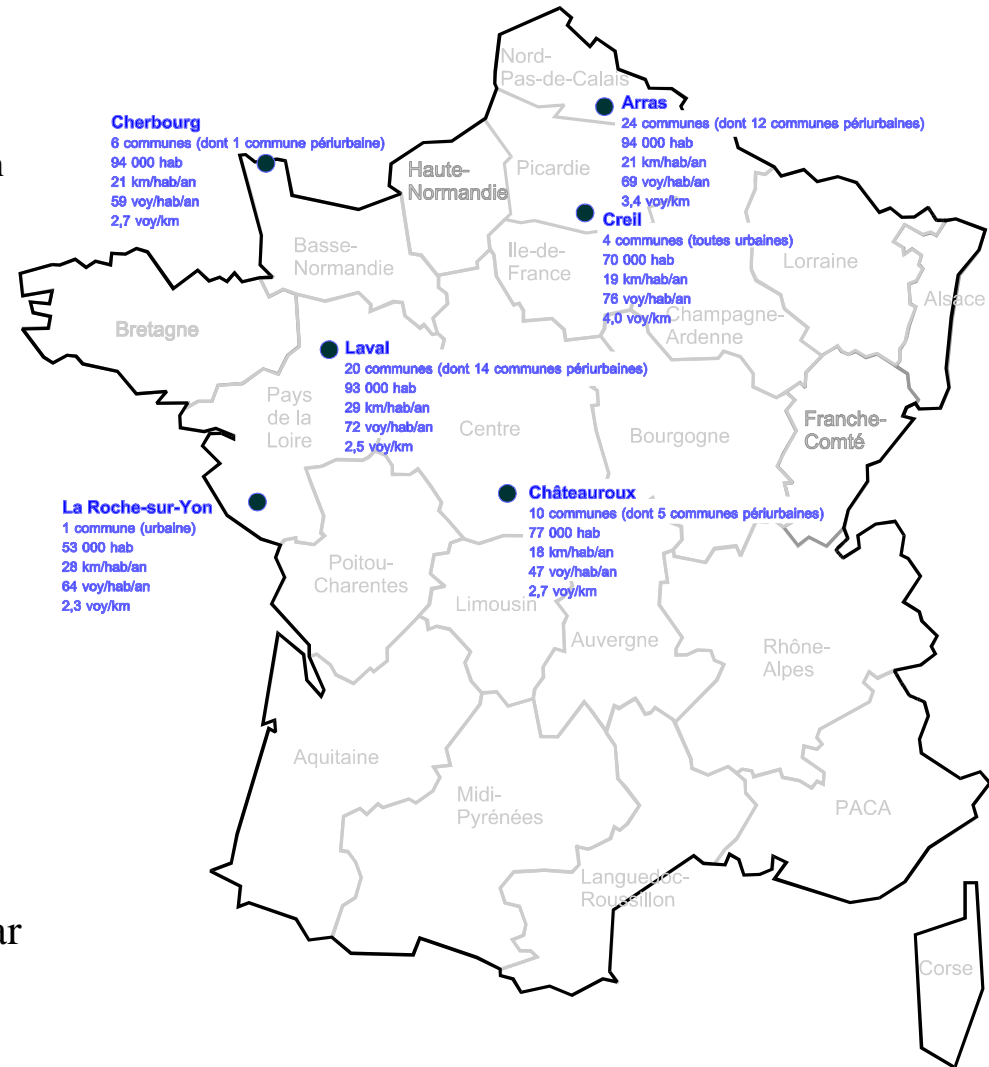 Nord-
Pas-de-Calais
Arras
24 communes (dont 12 communes périurbaines)
94 000 hab
21 km/hab/an
69 voy/hab/an
3,4 voy/km
Cherbourg
6 communes (dont 1 commune périurbaine)
94 000 hab
21 km/hab/an
59 voy/hab/an
2,7 voy/km
Haute-
Normandie
Picardie
Creil
4 communes (toutes urbaines)
70 000 hab
19 km/hab/an
76 voy/hab/an
4,0 voy/km
Basse-
Normandie
Ile-de-
France
Lorraine
Alsace
Champagne-
Ardenne
Bretagne
Laval
20 communes (dont 14 communes périurbaines)
93 000 hab
29 km/hab/an
72 voy/hab/an
2,5 voy/km
Pays
de la
Loire
Centre
Bourgogne
Franche-
Comté
La Roche-sur-Yon
1 commune (urbaine)
53 000 hab
28 km/hab/an
64 voy/hab/an
2,3 voy/km
Châteauroux
10 communes (dont 5 communes périurbaines)
77 000 hab
18 km/hab/an
47 voy/hab/an
2,7 voy/km
Poitou-
Charentes
Limousin
Auvergne
Rhône-
Alpes
Aquitaine
Midi-
Pyrénées
PACA
Languedoc-
Roussillon
ar
Corse